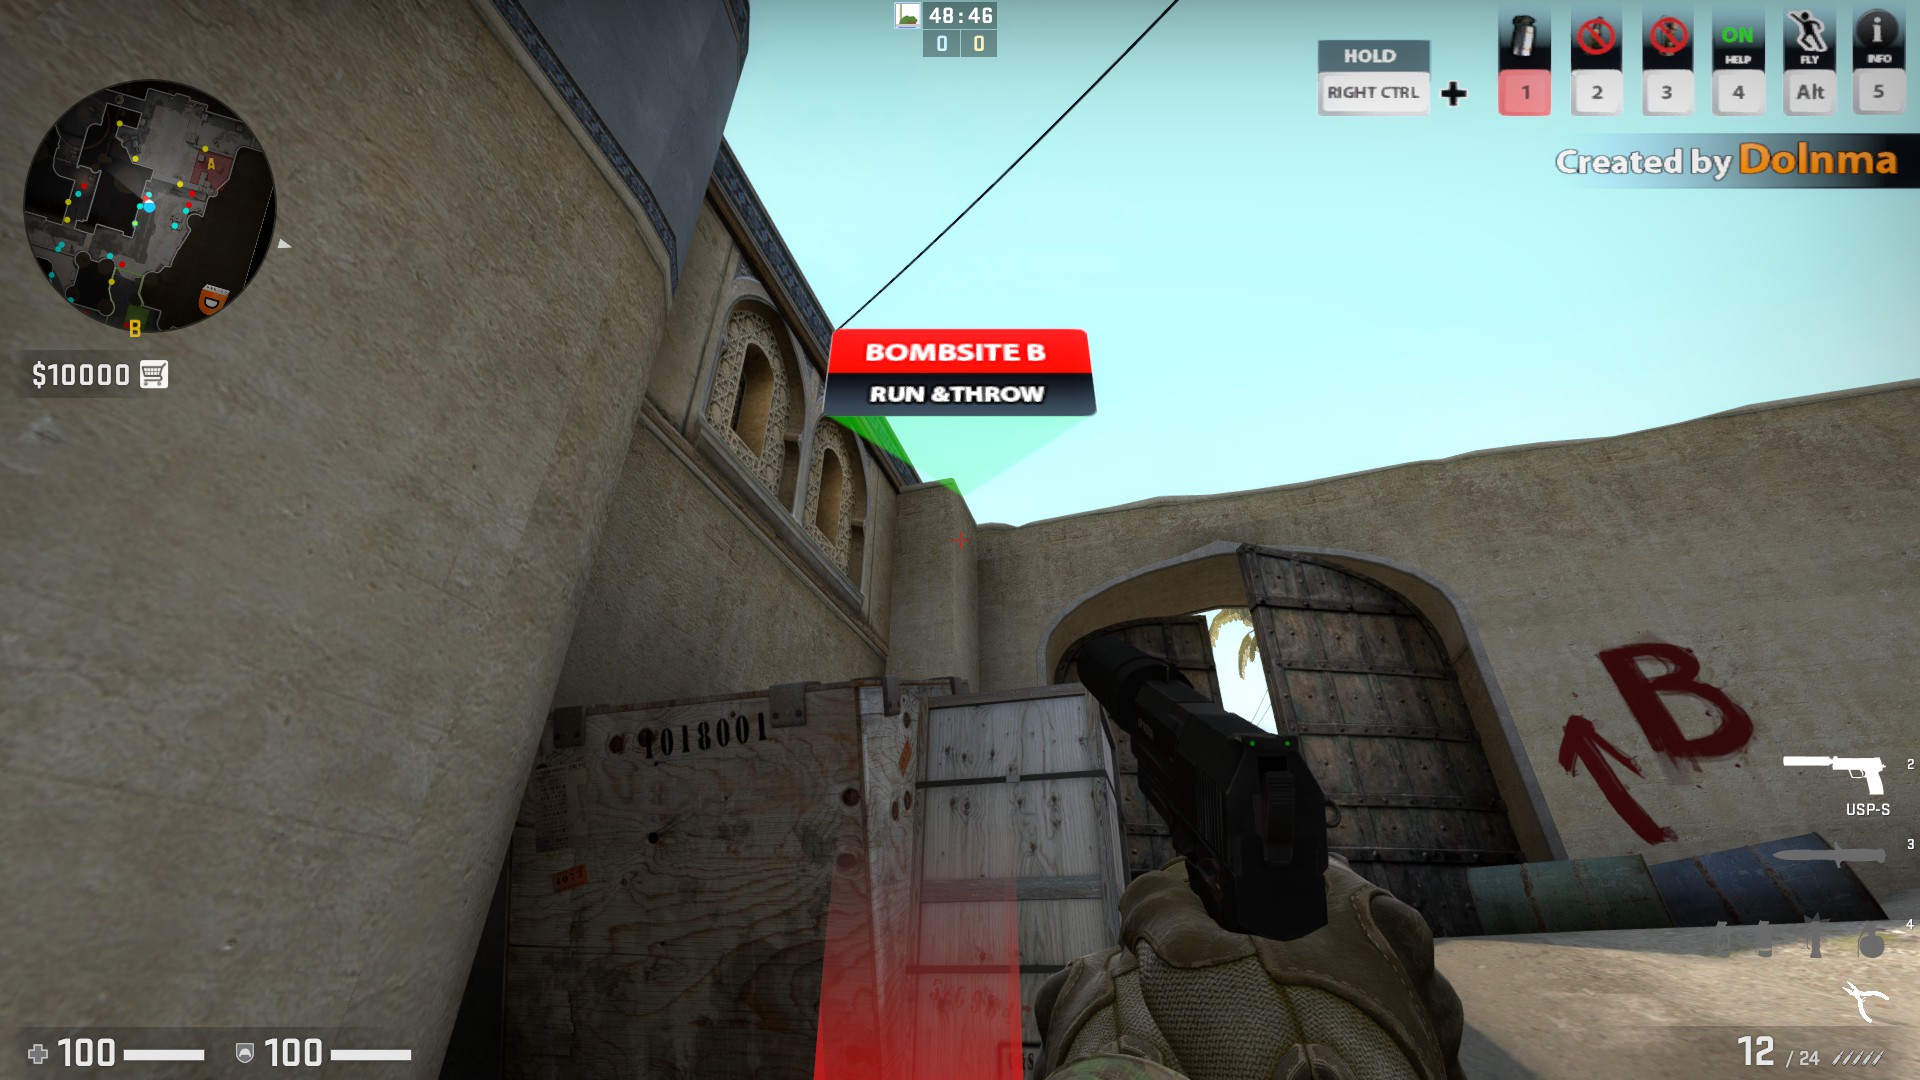 48:46
0 0
HOLD
RIGHT CTRL
1 2 3 4 Alt 5
ON
HELP
FLY
i
INFO
Created by Dolnma
A
B
$10000
BOMBSITE B
RUN &THROW
1018001
B
2
USP-S
3
4
100
100
12 / 24